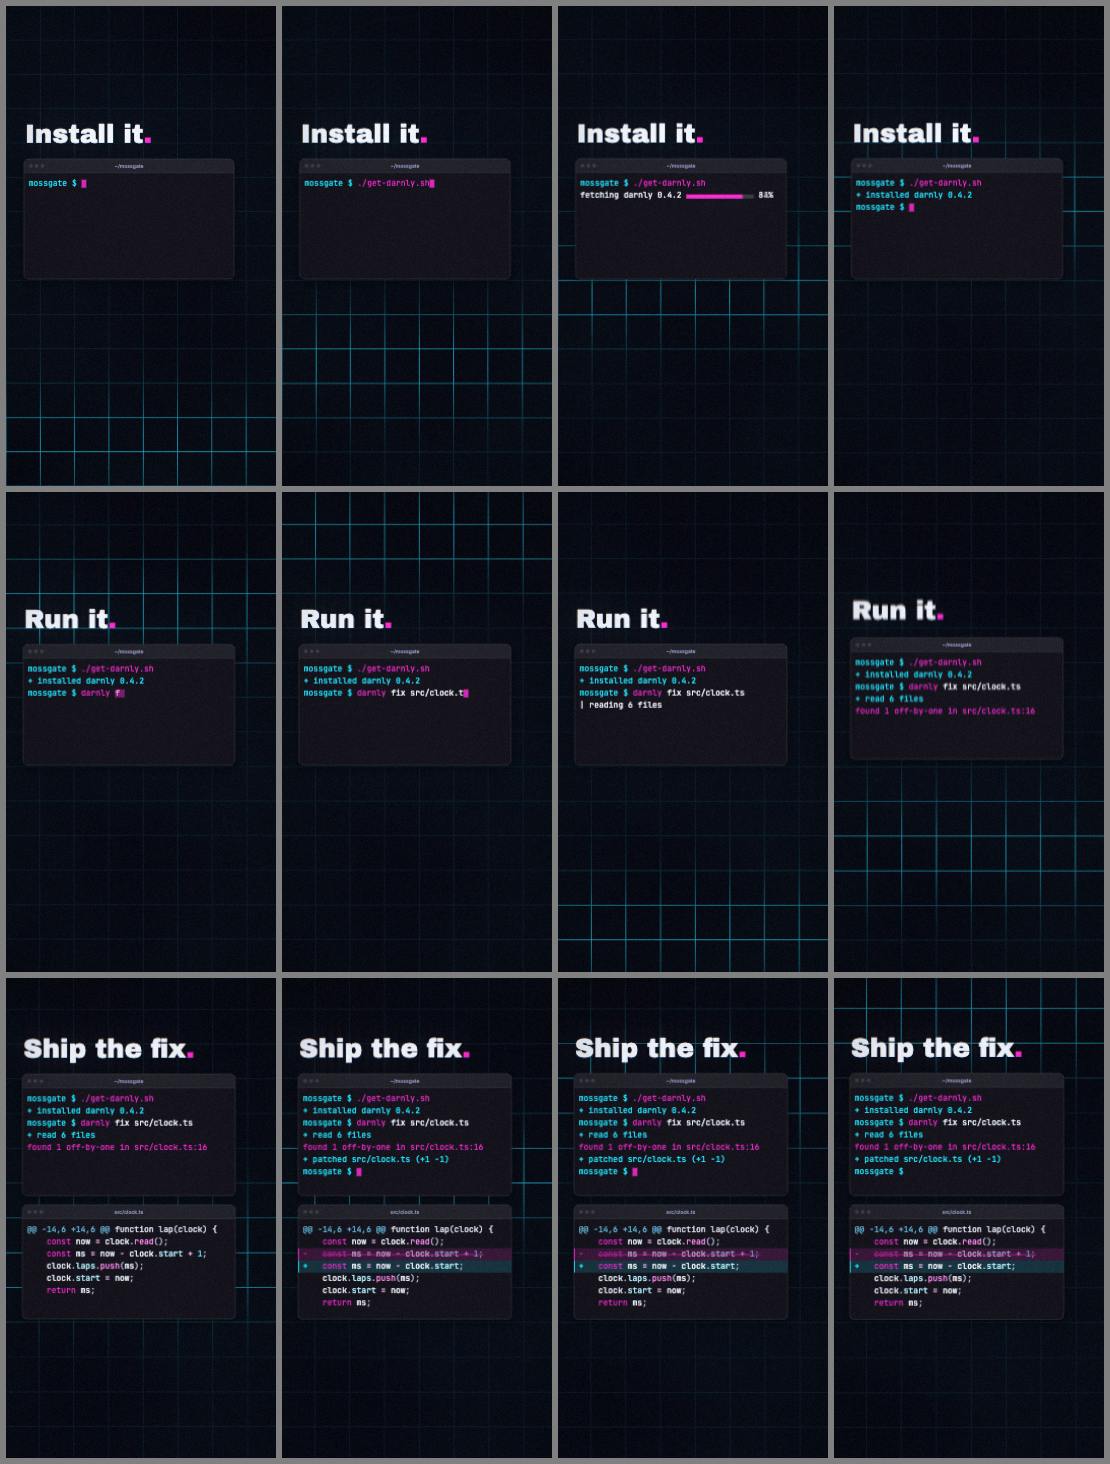 Install it.
~/mossgate
mossgate $
Install it.
~/mossgate
mossgate $ ./get-darnly.sh
Install it.
~/mossgate
mossgate $ ./get-darnly.sh
fetching darnly 0.4.2
Install it.
~/mossgate
mossgate $ ./get-darnly.sh
+ installed darnly 0.4.2
mossgate $
Run it.
~/mossgate
mossgate $ ./get-darnly.sh
+ installed darnly 0.4.2
mossgate $ darnly f
Run it.
~/mossgate
mossgate $ ./get-darnly.sh
+ installed darnly 0.4.2
mossgate $ darnly fix src/clock.t
Run it.
~/mossgate
mossgate $ ./get-darnly.sh
+ installed darnly 0.4.2
mossgate $ darnly fix src/clock.ts
| reading 6 files
Run it.
~/mossgate
mossgate $ ./get-darnly.sh
+ installed darnly 0.4.2
mossgate $ darnly fix src/clock.ts
+ read 6 files
found 1 off-by-one in src/clock.ts:16
Ship the fix.
~/mossgate
mossgate $ ./get-darnly.sh
+ installed darnly 0.4.2
mossgate $ darnly fix src/clock.ts
+ read 6 files
found 1 off-by-one in src/clock.ts:16
src/clock.ts
@@ -14,6 +14,6 @@ function lap(clock) {
const now = clock.read();
const ms = now - clock.start + 1;
clock.laps.push(ms);
clock.start = now;
return ms;
Ship the fix.
~/mossgate
mossgate $ ./get-darnly.sh
+ installed darnly 0.4.2
mossgate $ darnly fix src/clock.ts
+ read 6 files
found 1 off-by-one in src/clock.ts:16
+ patched src/clock.ts (+1 -1)
mossgate $
src/clock.ts
@@ -14,6 +14,6 @@ function lap(clock) {
const now = clock.read();
- const ms = now - clock.start + 1;
+ const ms = now - clock.start;
clock.laps.push(ms);
clock.start = now;
return ms;
Ship the fix.
~/mossgate
mossgate $ ./get-darnly.sh
+ installed darnly 0.4.2
mossgate $ darnly fix src/clock.ts
+ read 6 files
found 1 off-by-one in src/clock.ts:16
+ patched src/clock.ts (+1 -1)
mossgate $
src/clock.ts
@@ -14,6 +14,6 @@ function lap(clock) {
const now = clock.read();
- const ms = now - clock.start + 1;
+ const ms = now - clock.start;
clock.laps.push(ms);
clock.start = now;
return ms;
Ship the fix.
~/mossgate
mossgate $ ./get-darnly.sh
+ installed darnly 0.4.2
mossgate $ darnly fix src/clock.ts
+ read 6 files
found 1 off-by-one in src/clock.ts:16
+ patched src/clock.ts (+1 -1)
mossgate $
src/clock.ts
@@ -14,6 +14,6 @@ function lap(clock) {
const now = clock.read();
- const ms = now - clock.start + 1;
+ const ms = now - clock.start;
clock.laps.push(ms);
clock.start = now;
return ms;